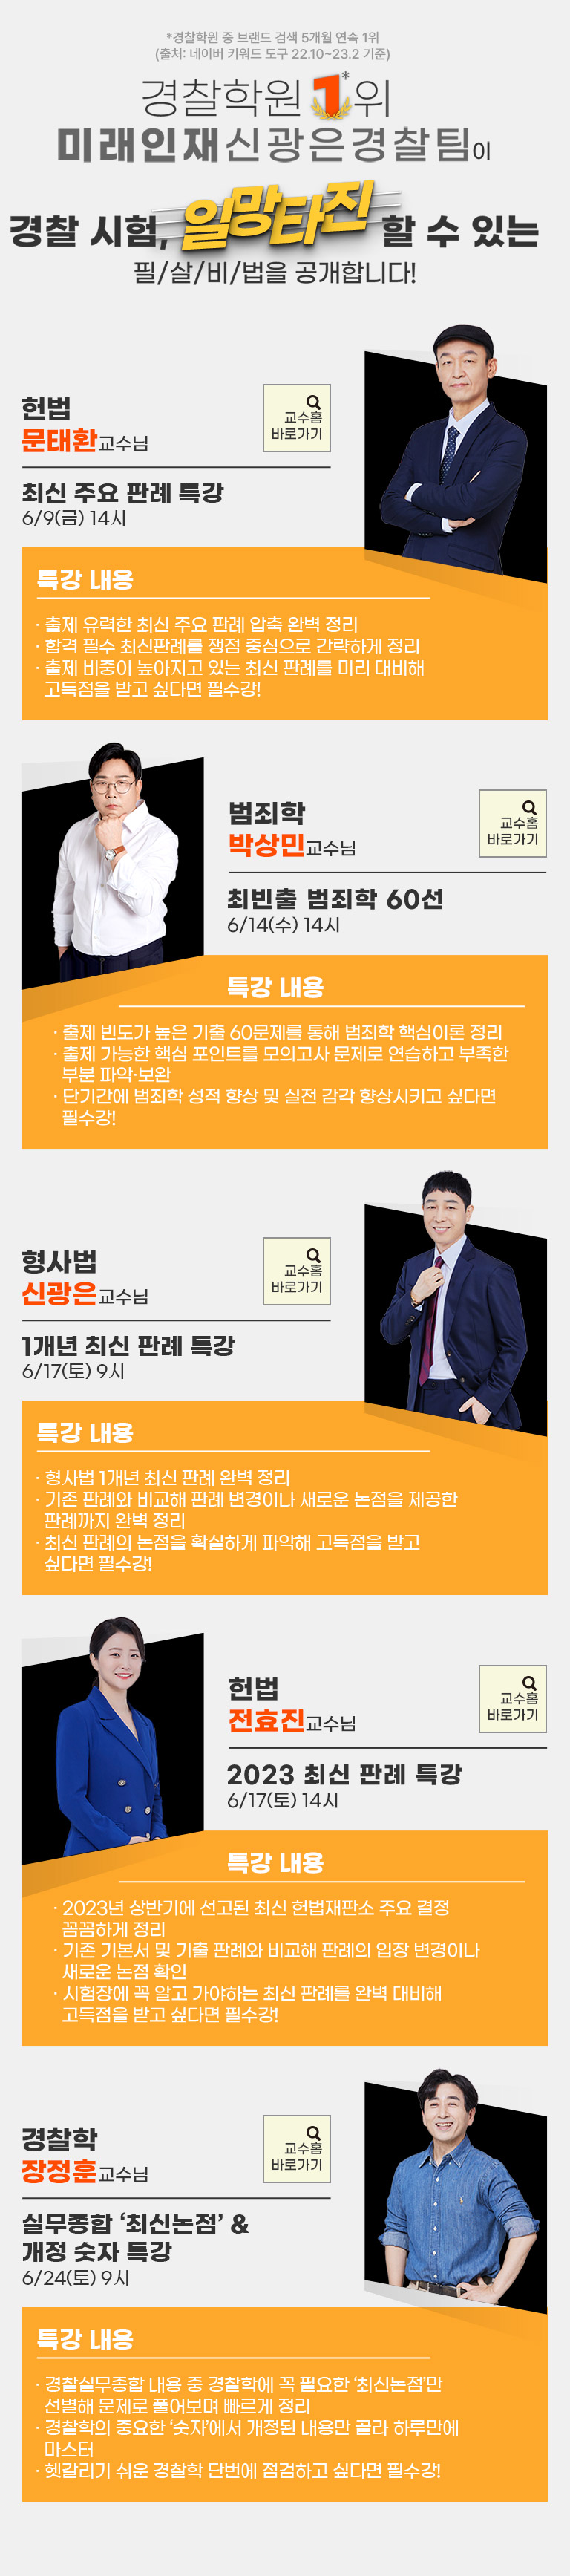 *경찰학원 중 브랜드 검색 5개월 연속 1위
(출처: 네이버 키워드 도구 22.10~23.2 기준)
경찰학원 1*위
미래인재신광은경찰팀이
경찰 시험, 일망타진 할 수 있는
필/살/비/법을 공개합니다!
헌법
문태환교수님
교수홈
바로가기
최신 주요 판례 특강
6/9(금) 14시
특강 내용
· 출제 유력한 최신 주요 판례 압축 완벽 정리
· 합격 필수 최신판례를 쟁점 중심으로 간략하게 정리
· 출제 비중이 높아지고 있는 최신 판례를 미리 대비해
고득점을 받고 싶다면 필수강!
범죄학
박상민교수님
교수홈
바로가기
최빈출 범죄학 60선
6/14(수) 14시
특강 내용
· 출제 빈도가 높은 기출 60문제를 통해 범죄학 핵심이론 정리
· 출제 가능한 핵심 포인트를 모의고사 문제로 연습하고 부족한
부분 파악·보완
· 단기간에 범죄학 성적 향상 및 실전 감각 향상시키고 싶다면
필수강!
형사법
신광은교수님
교수홈
바로가기
1개년 최신 판례 특강
6/17(토) 9시
특강 내용
· 형사법 1개년 최신 판례 완벽 정리
· 기존 판례와 비교해 판례 변경이나 새로운 논점을 제공한
판례까지 완벽 정리
· 최신 판례의 논점을 확실하게 파악해 고득점을 받고
싶다면 필수강!
헌법
전효진교수님
교수홈
바로가기
2023 최신 판례 특강
6/17(토) 14시
특강 내용
· 2023년 상반기에 선고된 최신 헌법재판소 주요 결정
꼼꼼하게 정리
· 기존 기본서 및 기출 판례와 비교해 판례의 입장 변경이나
새로운 논점 확인
· 시험장에 꼭 알고 가야하는 최신 판례를 완벽 대비해
고득점을 받고 싶다면 필수강!
경찰학
장정훈교수님
교수홈
바로가기
실무종합 ‘최신논점’ &
개정 숫자 특강
6/24(토) 9시
특강 내용
· 경찰실무종합 내용 중 경찰학에 꼭 필요한 ‘최신논점’만
선별해 문제로 풀어보며 빠르게 정리
· 경찰학의 중요한 ‘숫자’에서 개정된 내용만 골라 하루만에
마스터
· 헷갈리기 쉬운 경찰학 단번에 점검하고 싶다면 필수강!